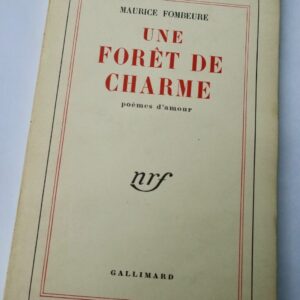 MAURICE FOMBEURE
UNE
FORÊT DE
CHARME
poèmes d'amour
nrf
GALLIMARD